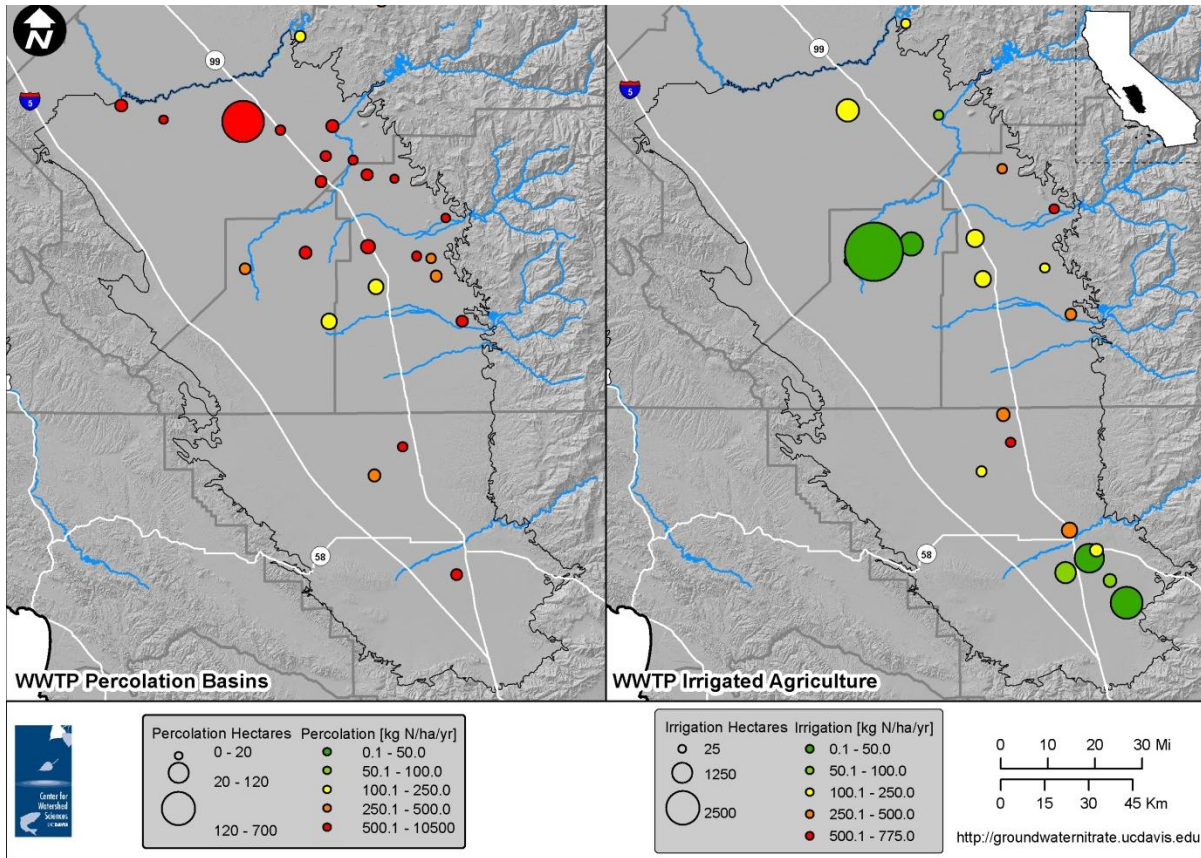 N
99
5
58
WWTP Percolation Basins
99
5
58
WWTP Irrigated Agriculture
Center for
Watershed
Sciences
UC DAVIS
Percolation Hectares
0 - 20
20 - 120
120 - 700
Percolation [kg N/ha/yr]
0.1 - 50.0
50.1 - 100.0
100.1 - 250.0
250.1 - 500.0
500.1 - 10500
Irrigation Hectares
25
1250
2500
Irrigation [kg N/ha/yr]
0.1 - 50.0
50.1 - 100.0
100.1 - 250.0
250.1 - 500.0
500.1 - 775.0
0 10 20 30 Mi
0 15 30 45 Km
http://groundwaternitrate.ucdavis.edu